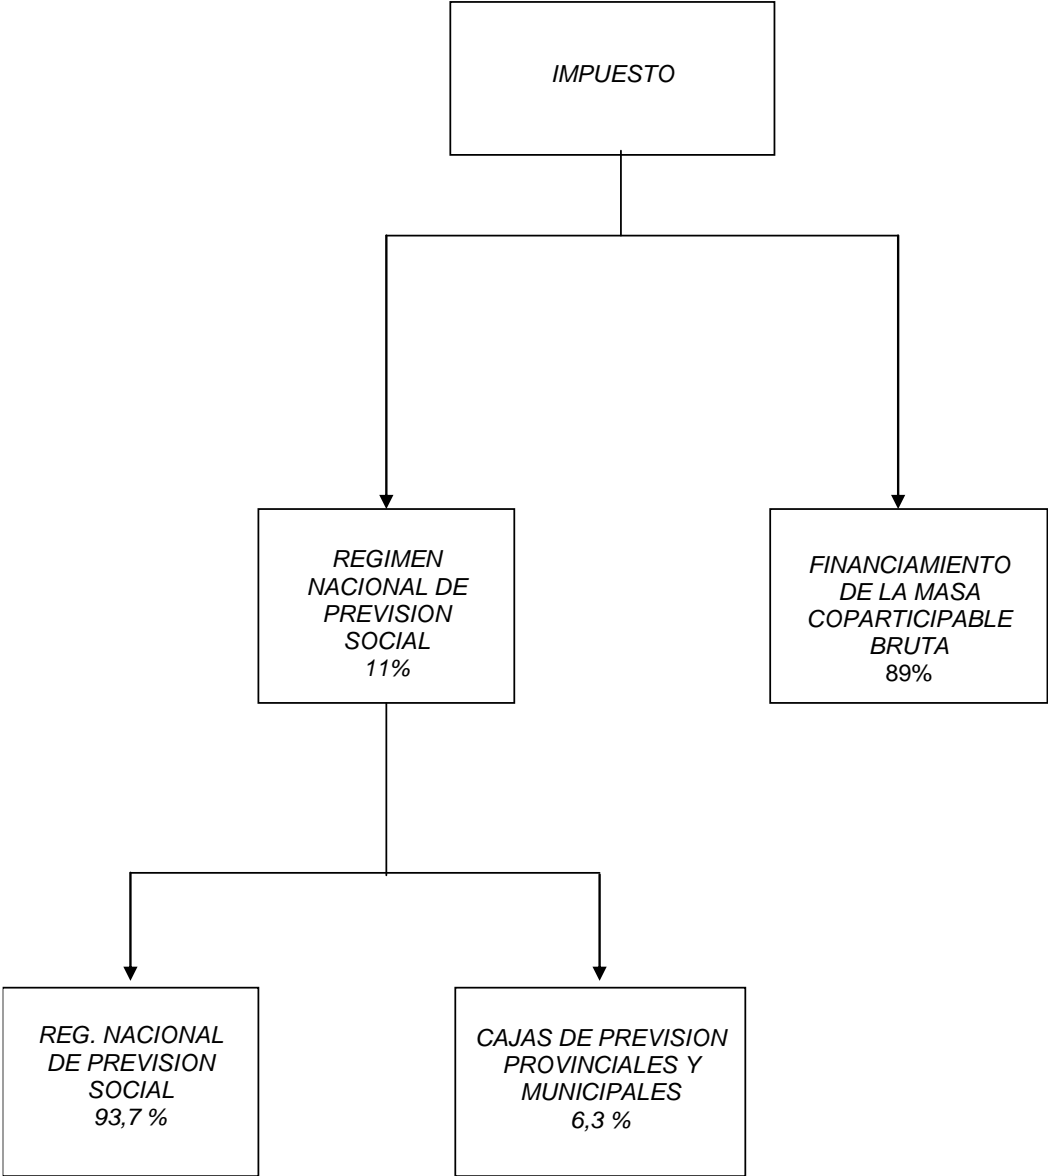 IMPUESTO
REGIMEN
NACIONAL DE
PREVISION
SOCIAL
11%
FINANCIAMIENTO
DE LA MASA
COPARTICIPABLE
BRUTA
89%
REG. NACIONAL
DE PREVISION
SOCIAL
93,7 %
CAJAS DE PREVISION
PROVINCIALES Y
MUNICIPALES
6,3 %